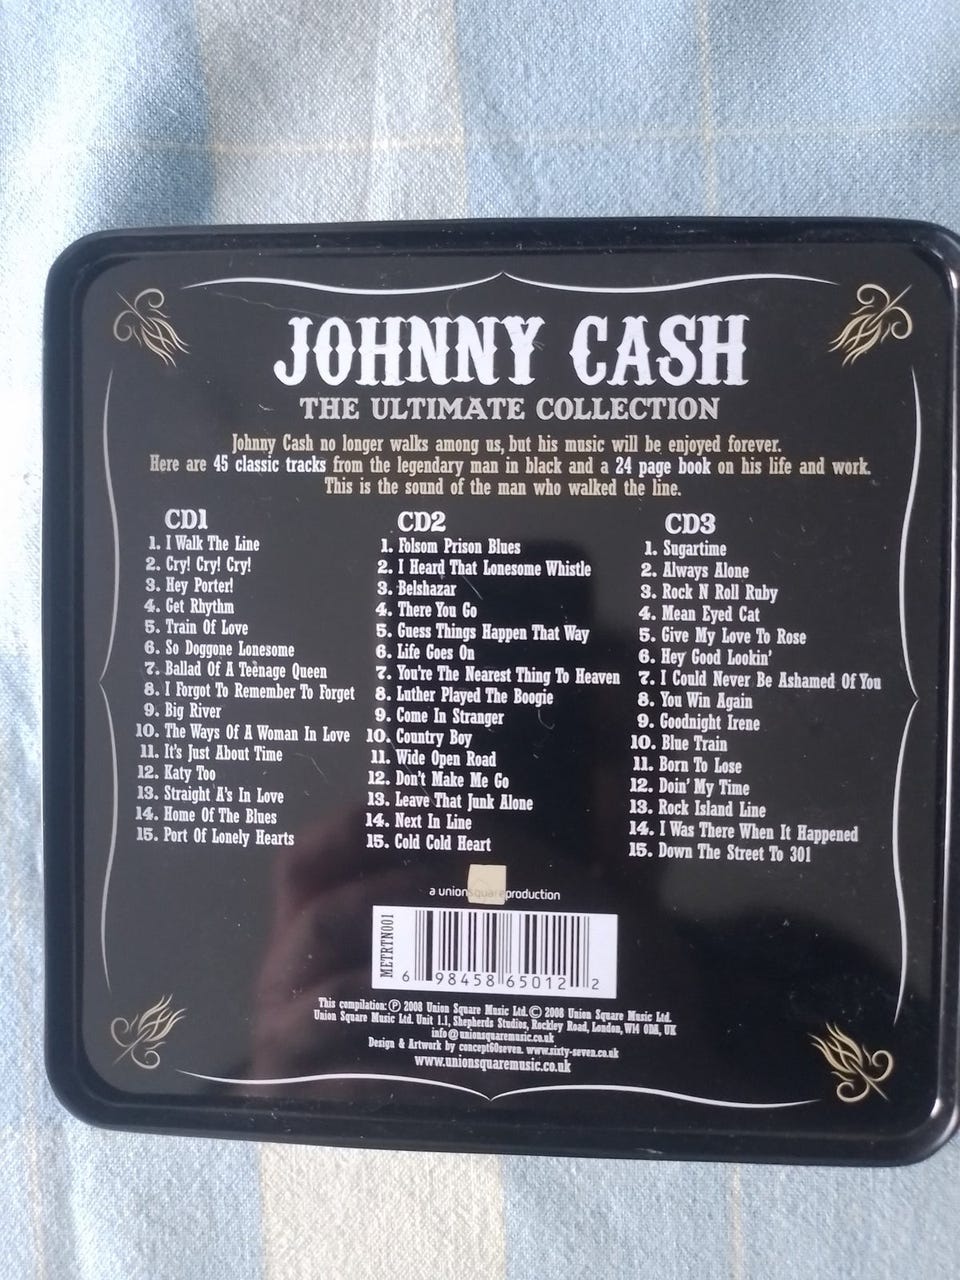 JOHNNY CASH
THE ULTIMATE COLLECTION
Johnny Cash no longer walks among us, but his music will be enjoyed forever.
Here are 45 classic tracks from the legendary man in black and a 24 page book on his life and work.
This is the sound of the man who walked the line.
CD1
1. I Walk The Line
2. Cry! Cry! Cry!
3. Hey Porter!
4. Get Rhythm
5. Train Of Love
6. So Doggone Lonesome
7. Ballad Of A Teenage Queen
8. I Forgot To Remember To Forget
9. Big River
10. The Ways Of A Woman In Love
11. It's Just About Time
12. Katy Too
13. Straight A's In Love
14. Home Of The Blues
15. Port Of Lonely Hearts
CD2
1. Folsom Prison Blues
2. I Heard That Lonesome Whistle
3. Belshazar
4. There You Go
5. Guess Things Happen That Way
6. Life Goes On
7. You're The Nearest Thing To Heaven
8. Luther Played The Boogie
9. Come In Stranger
10. Country Boy
11. Wide Open Road
12. Don't Make Me Go
13. Leave That Junk Alone
14. Next In Line
15. Cold Cold Heart
CD3
1. Sugartime
2. Always Alone
3. Rock N Roll Ruby
4. Mean Eyed Cat
5. Give My Love To Rose
6. Hey Good Lookin'
7. I Could Never Be Ashamed Of You
8. You Win Again
9. Goodnight Irene
10. Blue Train
11. Born To Lose
12. Doin' My Time
13. Rock Island Line
14. I Was There When It Happened
15. Down The Street To 301
a unionsquareproduction
METRTN001
6 98458 65012 2
This compilation: ℗ 2008 Union Square Music Ltd. © 2008 Union Square Music Ltd.
Union Square Music Ltd. Unit 1.1, Shepherds Studios, Rockley Road, London, W14 0DA, UK
info@unionsquaremusic.co.uk
Design & Artwork by concept60seven. www.sixty-seven.co.uk
www.unionsquaremusic.co.uk